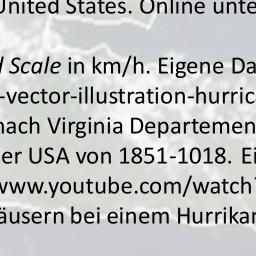 United States. Online unte
d Scale in km/h. Eigene Da
-vector-illustration-hurric
nach Virginia Departemen
er USA von 1851-1018. Ei
www.youtube.com/watch
äusern bei einem Hurrika